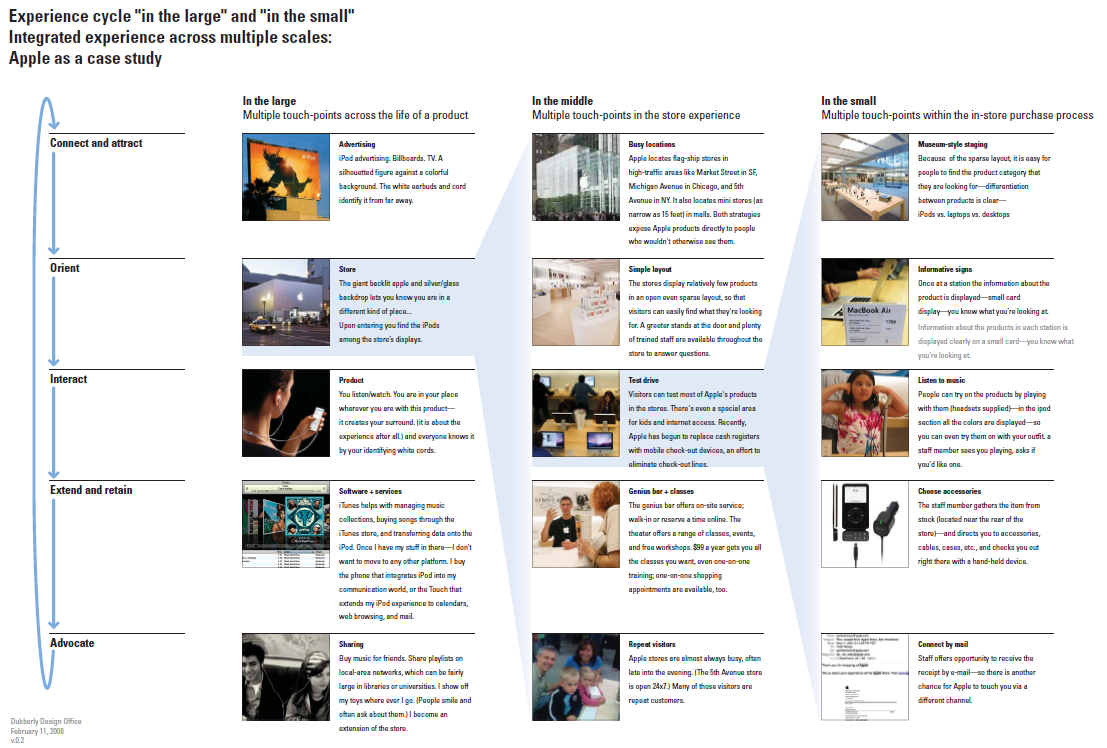 Experience cycle "in the large" and "in the small"
Integrated experience across multiple scales:
Apple as a case study
In the large
Multiple touch-points across the life of a product
In the middle
Multiple touch-points in the store experience
In the small
Multiple touch-points within the in-store purchase process
Connect and attract
Advertising
iPod advertising. Billboards. TV. A
silhouetted figure against a colorful
background. The white earbuds and cord
identify it from far away.
Busy locations
Apple locates flag-ship stores in
high-traffic areas like Market Street in SF,
Michigan Avenue in Chicago, and 5th
Avenue in NY. It also locates mini stores (as
narrow as 15 feet) in malls. Both strategies
expose Apple products directly to people
who wouldn't otherwise see them.
Museum-style staging
Because of the sparse layout, it is easy for
people to find the product category that
they are looking for—differentiation
between products is clear—
iPods vs. laptops vs. desktops
Orient
Store
The giant backlit apple and silver/glass
backdrop lets you know you are in a
different kind of place...
Upon entering you find the iPods
among the store's displays.
Simple layout
The stores display relatively few products
in an open even sparse layout, so that
visitors can easily find what they're looking
for. A greeter stands at the door and plenty
of trained staff are available throughout the
store to answer questions.
MacBook Air
Informative signs
Once at a station the information about the
product is displayed—small card
display—you know what you're looking at.
Information about the products in each station is
displayed clearly on a small card—you know what
you're looking at.
Interact
Product
You listen/watch. You are in your place
wherever you are with this product—
it creates your surround. (it is about the
experience after all.) and everyone knows it
by your identifying white cords.
Test drive
Visitors can test most of Apple's products
in the stores. There's even a special area
for kids and internet access. Recently,
Apple has begun to replace cash registers
with mobile check-out devices, an effort to
eliminate check-out lines.
Listen to music
People can try on the products by playing
with them (headsets supplied)—in the ipod
section all the colors are displayed—so
you can even try them on with your outfit. a
staff member sees you playing, asks if
you'd like one.
Extend and retain
Software + services
iTunes helps with managing music
collections, buying songs through the
iTunes store, and transferring data onto the
iPod. Once I have my stuff in there—I don't
want to move to any other platform. I buy
the phone that integrates iPod into my
communication world, or the Touch that
extends my iPod experience to calendars,
web browsing, and mail.
Genius bar + classes
The genius bar offers on-site service;
walk-in or reserve a time online. The
theater offers a range of classes, events,
and free workshops. $99 a year gets you all
the classes you want, even one-on-one
training; one-on-one shopping
appointments are available, too.
Choose accessories
The staff member gathers the item from
stock (located near the rear of the
store)—and directs you to accessories,
cables, cases, etc., and checks you out
right there with a hand-held device.
Advocate
Sharing
Buy music for friends. Share playlists on
local-area networks, which can be fairly
large in libraries or universities. I show off
my toys where ever I go. (People smile and
often ask about them.) I become an
extension of the store.
Repeat visitors
Apple stores are almost always busy, often
late into the evening. (The 5th Avenue store
is open 24x7.) Many of those visitors are
repeat customers.
Connect by mail
Staff offers opportunity to receive the
receipt by e-mail—so there is another
chance for Apple to touch you via a
different channel.
Dubberly Design Office
February 11, 2008
v.0.2